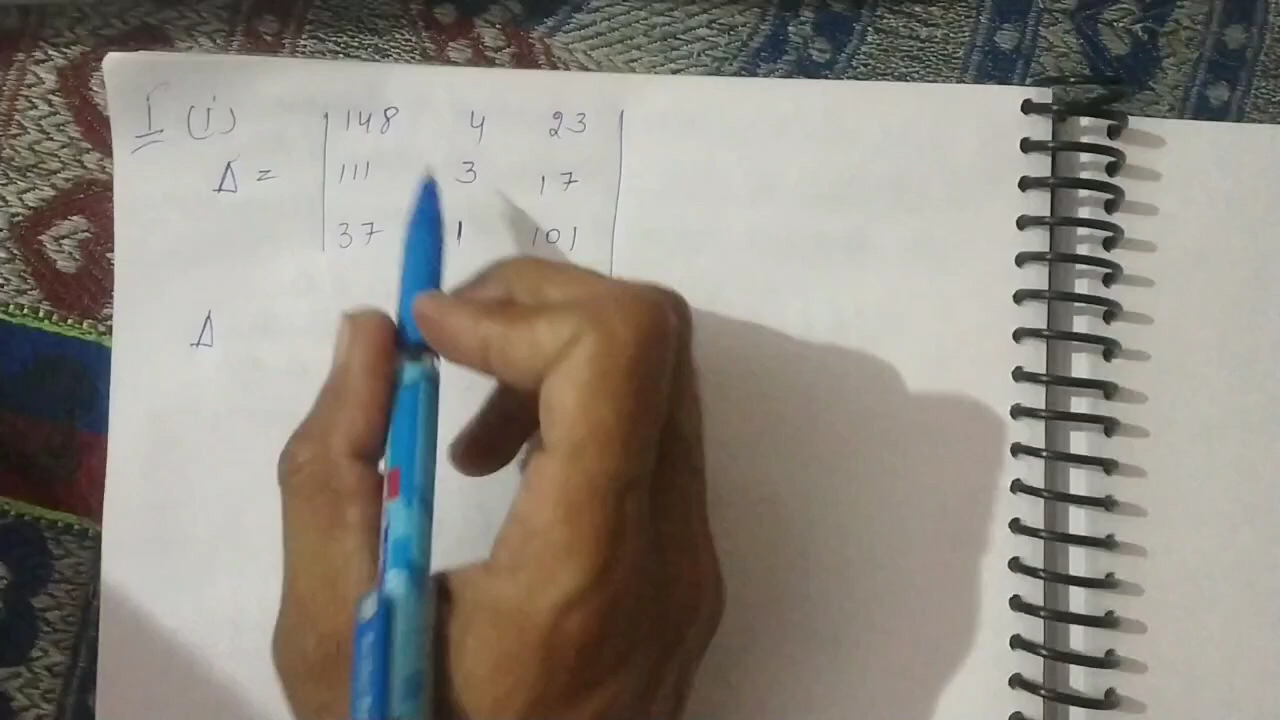 I (i) | 148 4 23 |
Δ = | 111 3 17 |
| 37 1 101 |
Δ